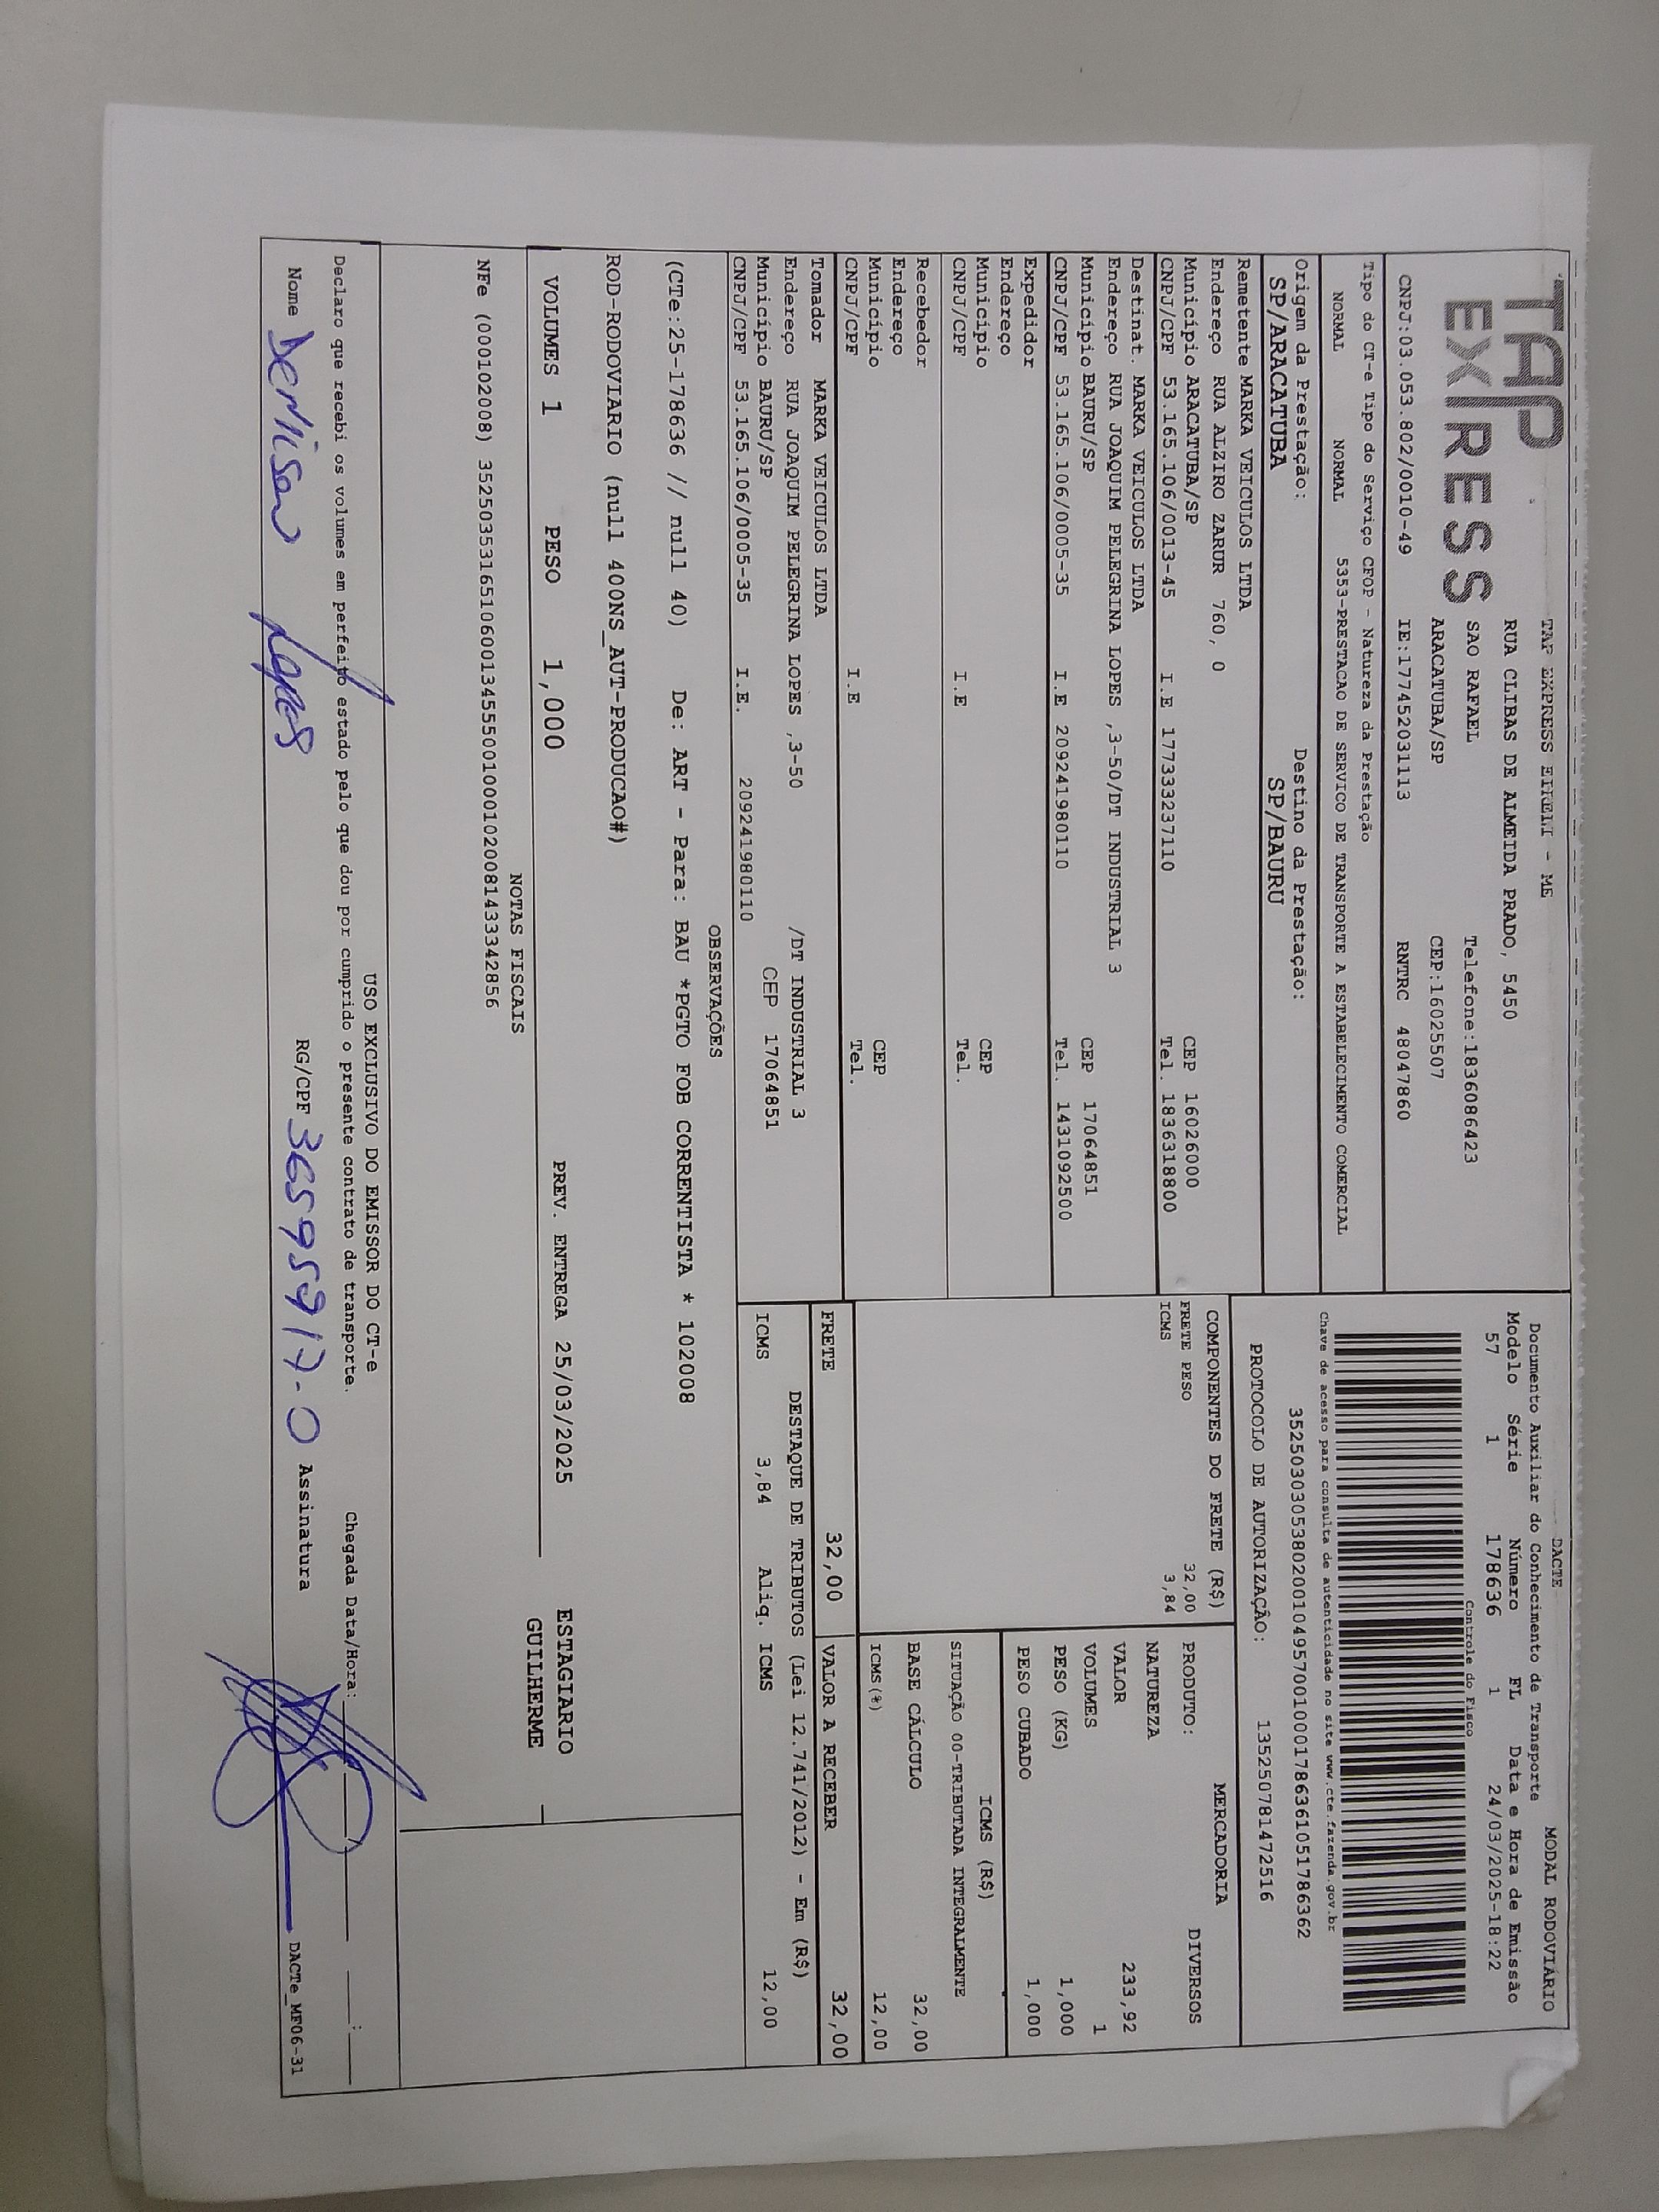 TAP
EXPRESS
TAP EXPRESS EIRELI - ME
RUA CLIBAS DE ALMEIDA PRADO, 5450
SAO RAFAEL Telefone:1836086423
ARACATUBA/SP CEP:16025507
CNPJ:03.053.802/0010-49 IE:177452031113 RNTRC 48047860
DACTE MODAL RODOVIÁRIO
Documento Auxiliar do Conhecimento de Transporte
Modelo Série Número FL Data e Hora de Emissão
57 1 178636 1 24/03/2025-18:22
Controle do Fisco
Chave de acesso para consulta de autenticidade no site www.cte.fazenda.gov.br
35250303053802001049570010001786361051786362
PROTOCOLO DE AUTORIZAÇÃO: 135250781472516
Tipo do CT-e Tipo do Serviço CFOP - Natureza da Prestação
NORMAL NORMAL 5353-PRESTACAO DE SERVICO DE TRANSPORTE A ESTABELECIMENTO COMERCIAL
Origem da Prestação: Destino da Prestação:
SP/ARACATUBA SP/BAURU
Remetente MARKA VEICULOS LTDA
Endereço RUA ALZIRO ZARUR 760, 0
Município ARACATUBA/SP CEP 16026000
CNPJ/CPF 53.165.106/0013-45 I.E 177333237110 Tel. 1836318800
Destinat. MARKA VEICULOS LTDA
Endereço RUA JOAQUIM PELEGRINA LOPES ,3-50/DT INDUSTRIAL 3
Município BAURU/SP CEP 17064851
CNPJ/CPF 53.165.106/0005-35 I.E 209241980110 Tel. 1431092500
Expedidor
Endereço
Município CEP
CNPJ/CPF I.E Tel.
Recebedor
Endereço
Município CEP
CNPJ/CPF I.E Tel.
Tomador MARKA VEICULOS LTDA
Endereço RUA JOAQUIM PELEGRINA LOPES ,3-50 /DT INDUSTRIAL 3
Município BAURU/SP CEP 17064851
CNPJ/CPF 53.165.106/0005-35 I.E. 209241980110
COMPONENTES DO FRETE (R$)
FRETE PESO 32,00
ICMS 3,84
MERCADORIA
PRODUTO: DIVERSOS
NATUREZA
VALOR 233,92
VOLUMES 1
PESO (KG) 1,000
PESO CUBADO 1,000
ICMS (R$)
SITUAÇÃO 00-TRIBUTADA INTEGRALMENTE
BASE CÁLCULO 32,00
ICMS(%) 12,00
FRETE 32,00 VALOR A RECEBER 32,00
DESTAQUE DE TRIBUTOS (Lei 12.741/2012) - Em (R$)
ICMS 3,84 Aliq. ICMS 12,00
OBSERVAÇÕES
(CTe:25-178636 // null 40) De: ART - Para: BAU *PGTO FOB CORRENTISTA * 102008
ROD-RODOVIARIO (null 400NS_AUT-PRODUCAO#)
VOLUMES 1 PESO 1,000 PREV. ENTREGA 25/03/2025 ESTAGIARIO
GUILHERME
NOTAS FISCAIS
NFe (000102008) 35250353165106001345550010001020081433342856
USO EXCLUSIVO DO EMISSOR DO CT-e
Declaro que recebi os volumes em perfeito estado pelo que dou por cumprido o presente contrato de transporte. Chegada Data/Hora: / / :
Nome Denlison Lopes RG/CPF 36595917-0 Assinatura DACTe_MF06-31